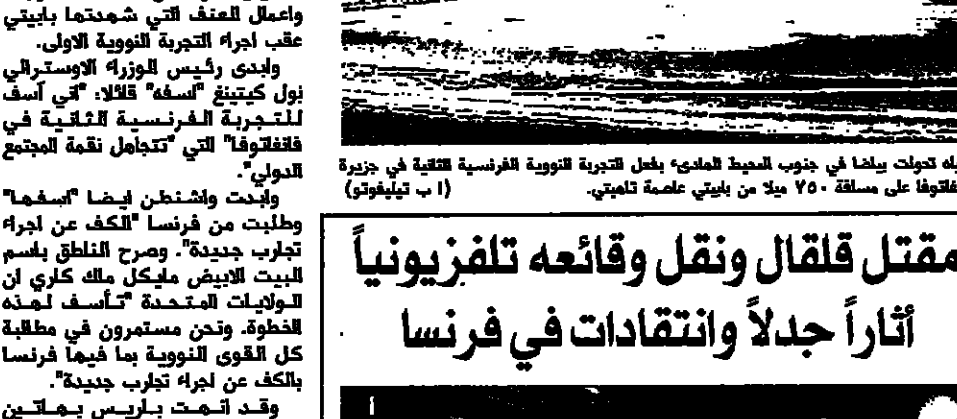 ياه تحولت بيضا في جنوب المحيط الهادىء بفعل التجربة النووية الفرنسية الثانية في جزيرة
فانغاتوفا على مسافة ٧٥٠ ميلا من بابيتي عاصمة تاهيتي.
(ا ب تيليفوتو)
مقتل قلقال ونقل وقائعه تلفزيونياً
أثاراً جدلاً وانتقادات في فرنسا
أ
واعمال العنف التي شهدتها بابيتي
عقب اجراء التجربة النووية الاولى.
وابدى رئيس الوزراء الاوسترالي
بول كيتينغ "اسفه" قائلا: "اني آسف
للتجربة الفرنسية الثانية في
فانغاتوفا" التي "تتجاهل نقمة المجتمع
الدولي".
وابدت واشنطن ايضا "اسفها"
وطلبت من فرنسا "الكف عن اجراء
تجارب جديدة". وصرح الناطق باسم
البيت الابيض مايكل ماك كاري ان
الولايات المتحدة "تأسف لهذه
الخطوة. ونحن مستمرون في مطالبة
كل القوى النووية بما فيها فرنسا
بالكف عن اجراء تجارب جديدة".
وقد انهت باريس بهاتين